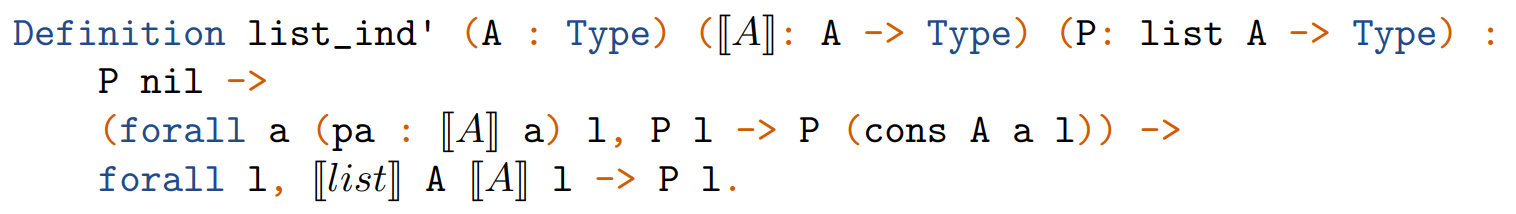 Definition list_ind' (A : Type) (⟦A⟧: A -> Type) (P: list A -> Type) :
P nil ->
(forall a (pa : ⟦A⟧ a) l, P l -> P (cons A a l)) ->
forall l, ⟦list⟧ A ⟦A⟧ l -> P l.